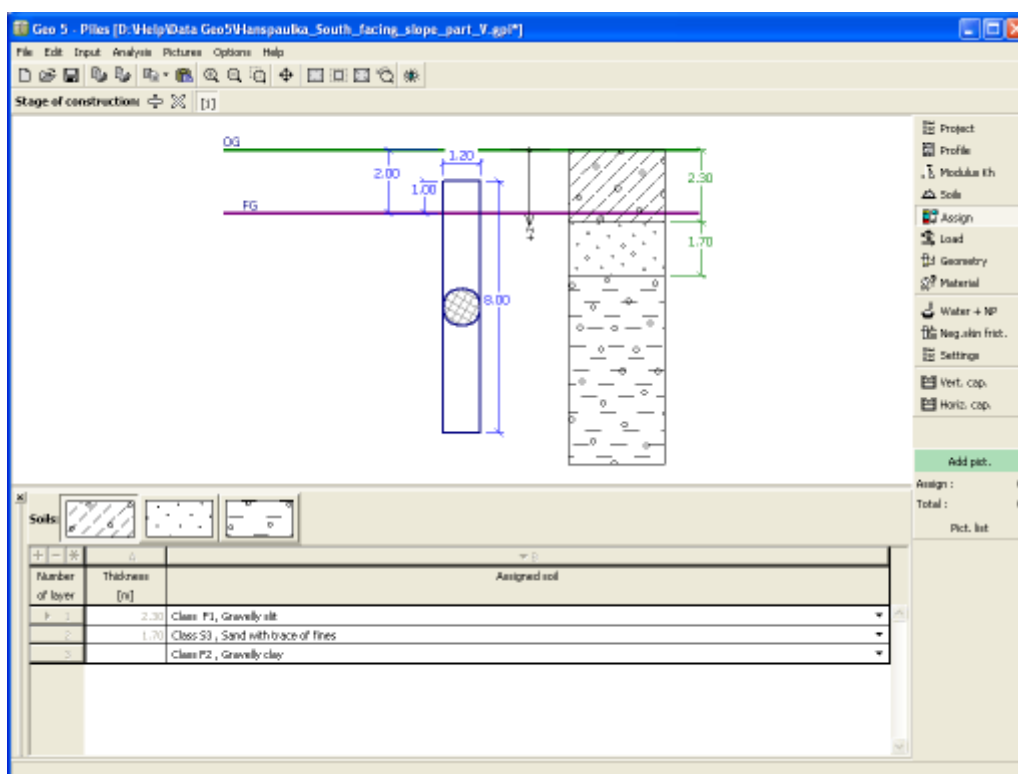 Geo 5 - Piles [D:\Help\Data Geo5\Hanspaulka_South_facing_slope_part_V.gpi*]
File Edit Input Analysis Pictures Options Help
Stage of construction: [1]
OG
1.20
2.00
1.00
2.30
FG
+z
1.70
8.00
Project
Profile
Modulus Kh
Soils
Assign
Load
Geometry
Material
Water + NP
Neg.skin frict.
Settings
Vert. cap.
Horiz. cap.
Add pict.
Assign :
Total :
Pict. list
Soils:
A B
Number of layer
Thickness [m]
Assigned soil
1 2.30 Class F1, Gravelly silt
2 1.70 Class S3 , Sand with trace of fines
3 Class F2 , Gravelly clay